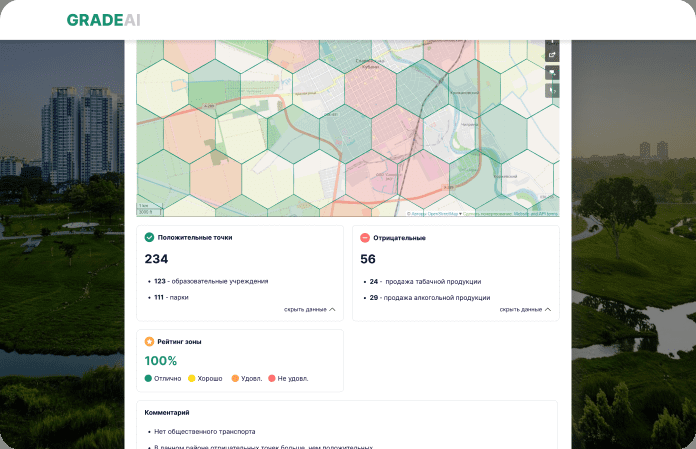 GRADEAI
Положительные точки
234
123 - образовательные учреждения
111 - парки
скрыть данные
Отрицательные
56
24 - продажа табачной продукции
29 - продажа алкогольной продукции
скрыть данные
Рейтинг зоны
100%
Отлично Хорошо Удовл. Не удовл.
Комментарий
Нет общественного транспорта
В данном районе отрицательных точек больше, чем положительных